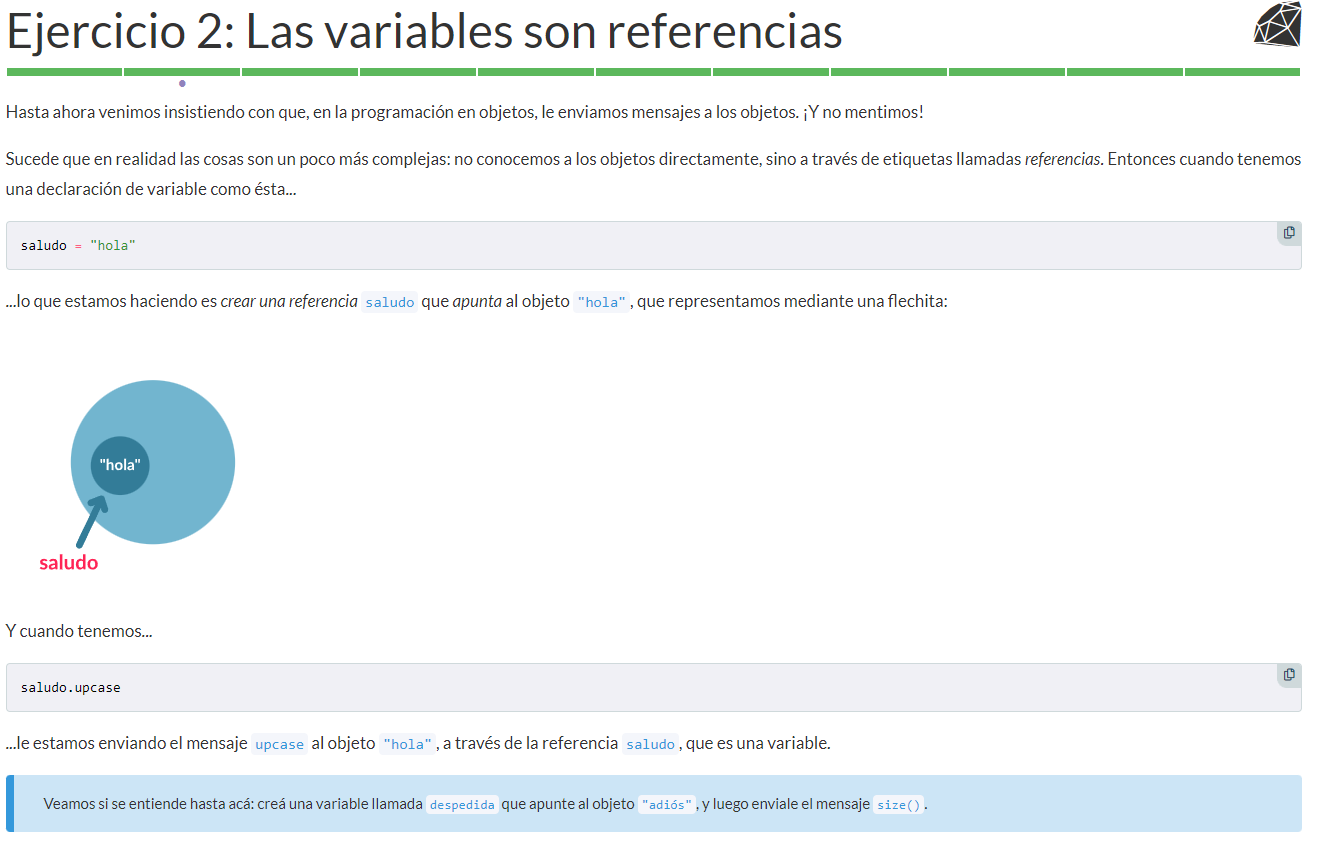 Ejercicio 2: Las variables son referencias
Hasta ahora venimos insistiendo con que, en la programación en objetos, le enviamos mensajes a los objetos. ¡Y no mentimos!
Sucede que en realidad las cosas son un poco más complejas: no conocemos a los objetos directamente, sino a través de etiquetas llamadas referencias. Entonces cuando tenemos
una declaración de variable como ésta...
saludo = "hola"
...lo que estamos haciendo es crear una referencia saludo que apunta al objeto "hola", que representamos mediante una flechita:
"hola"
saludo
Y cuando tenemos...
saludo.upcase
...le estamos enviando el mensaje upcase al objeto "hola", a través de la referencia saludo, que es una variable.
Veamos si se entiende hasta acá: creá una variable llamada despedida que apunte al objeto "adiós", y luego enviale el mensaje size().